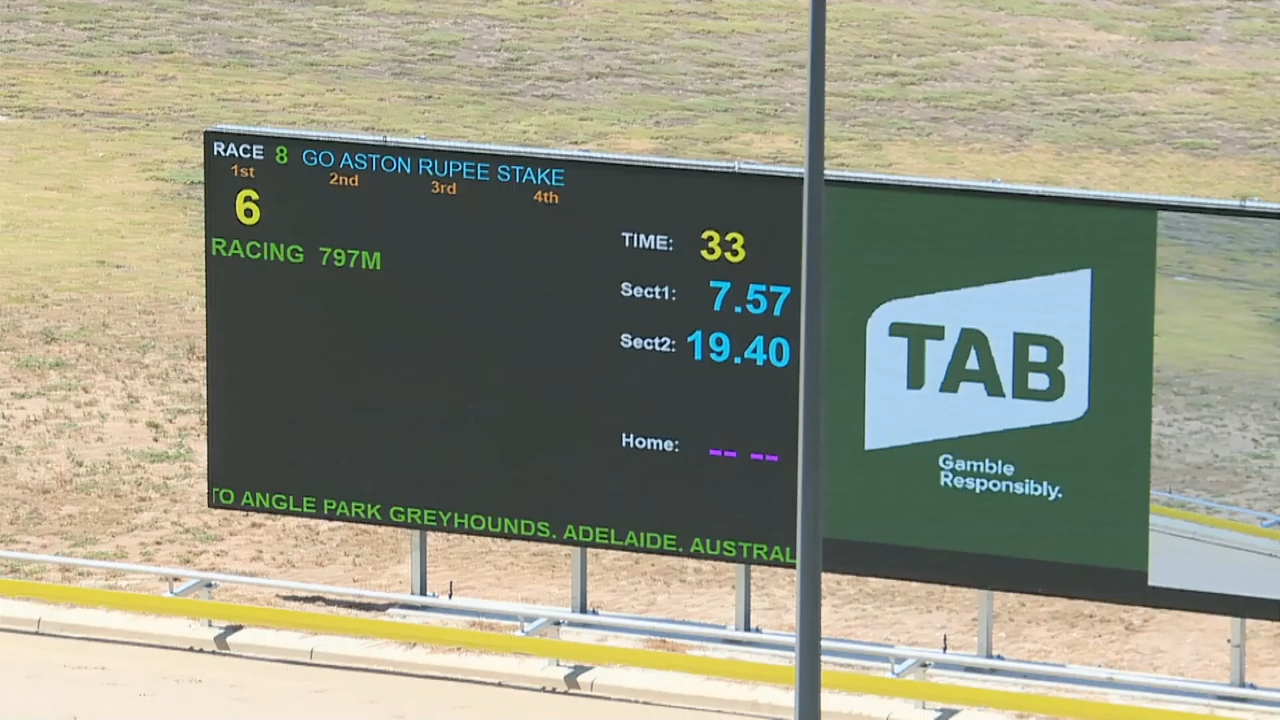 RACE 8 GO ASTON RUPEE STAKE
1st 2nd 3rd 4th
6
RACING 797M
TIME: 33
Sect1: 7.57
Sect2: 19.40
Home: -- --
TO ANGLE PARK GREYHOUNDS. ADELAIDE. AUSTRAL
TAB
Gamble
Responsibly.